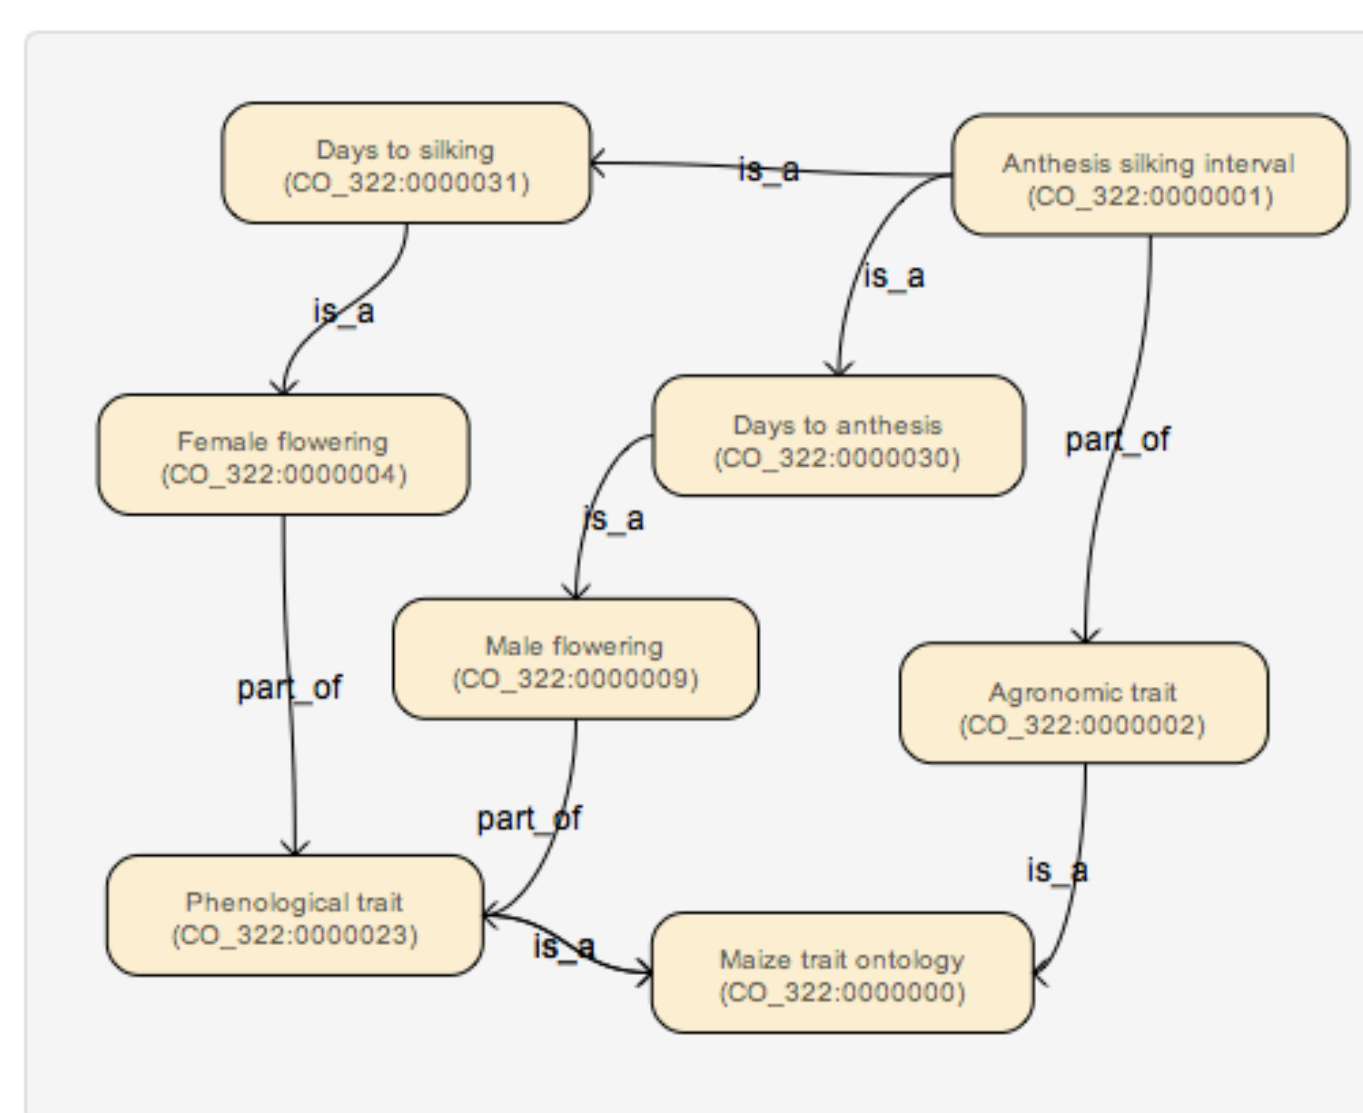 Days to silking
(CO_322:0000031)
is_a
Anthesis silking interval
(CO_322:0000001)
is_a
is_a
Female flowering
(CO_322:0000004)
Days to anthesis
(CO_322:0000030)
part_of
is_a
Male flowering
(CO_322:0000009)
part_of
Agronomic trait
(CO_322:0000002)
part_of
is_a
Phenological trait
(CO_322:0000023)
is_a
Maize trait ontology
(CO_322:0000000)